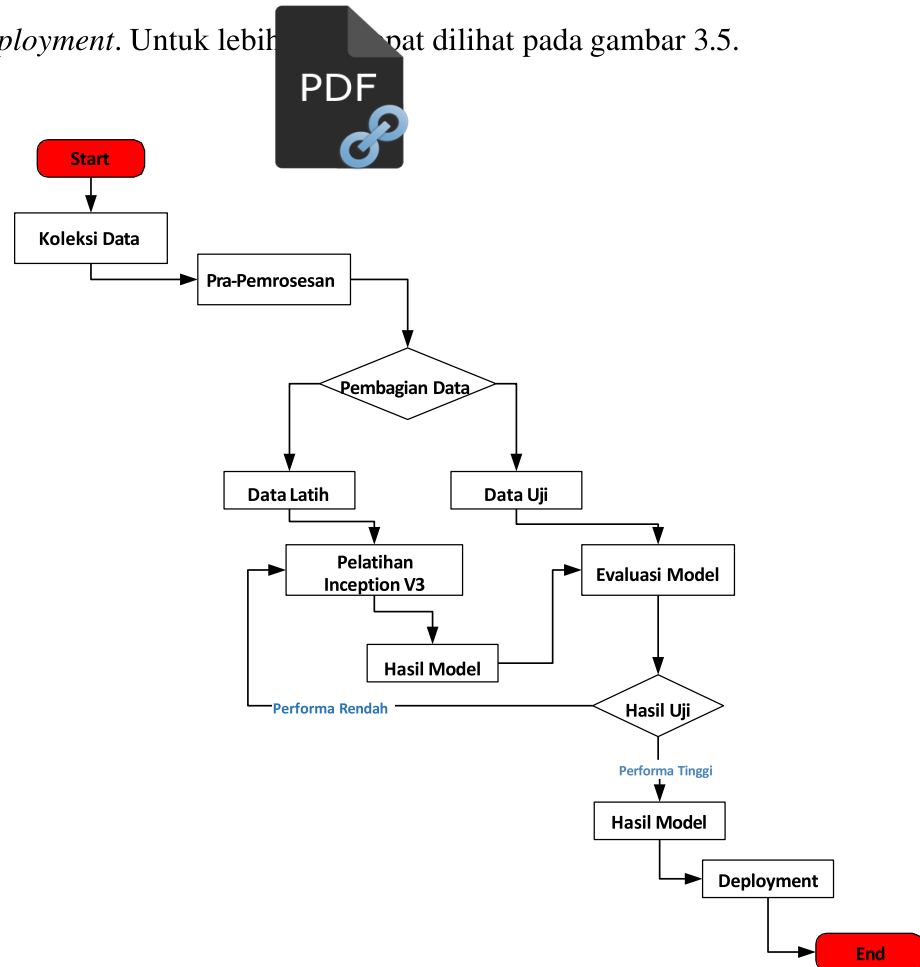 ployment. Untuk lebih pat dilihat pada gambar 3.5.
PDF
Start
Koleksi Data
Pra-Pemrosesan
Pembagian Data
Data Latih
Data Uji
Pelatihan
Inception V3
Evaluasi Model
Hasil Model
Performa Rendah
Hasil Uji
Performa Tinggi
Hasil Model
Deployment
End